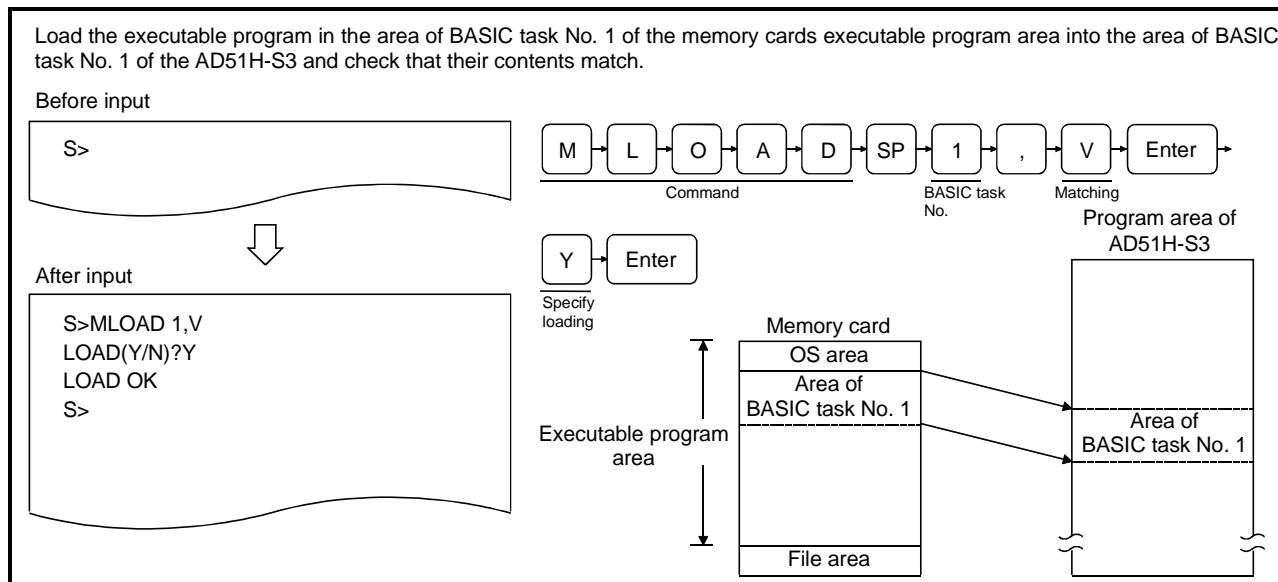 Load the executable program in the area of BASIC task No. 1 of the memory cards executable program area into the area of BASIC
task No. 1 of the AD51H-S3 and check that their contents match.
Before input
S>
M L O A D SP 1 , V Enter
Command
BASIC task
No.
Matching
Y Enter
Specify
loading
After input
S>MLOAD 1,V
LOAD(Y/N)?Y
LOAD OK
S>
Executable program
area
Memory card
OS area
Area of
BASIC task No. 1
File area
Program area of
AD51H-S3
Area of
BASIC task No. 1